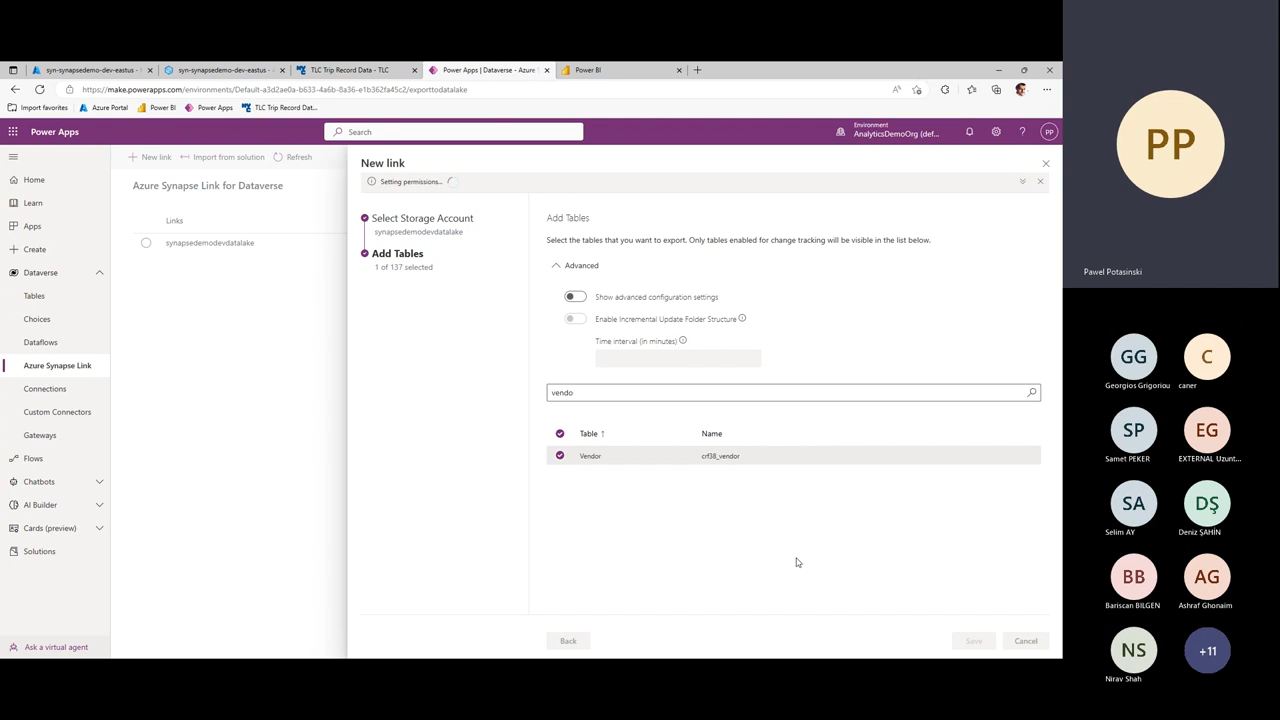 syn-synapsedemo-dev-eastus -
syn-synapsedemo-dev-eastus -
TLC Trip Record Data - TLC
Power Apps | Dataverse - Azure
Power BI
https://make.powerapps.com/environments/Default-a3d2ae0a-b633-4a6b-8a36-e1b362fa45c2/exporttodatalake
Import favorites
Azure Portal
Power BI
Power Apps
TLC Trip Record Dat...
Power Apps
Search
Environment
AnalyticsDemoOrg (def...
PP
New link
Import from solution
Refresh
Azure Synapse Link for Dataverse
Links
synapsedemodevdatalake
Home
Learn
Apps
Create
Dataverse
Tables
Choices
Dataflows
Azure Synapse Link
Connections
Custom Connectors
Gateways
Flows
Chatbots
AI Builder
Cards (preview)
Solutions
Ask a virtual agent
New link
Setting permissions...
Select Storage Account
synapsedemodevdatalake
Add Tables
1 of 137 selected
Add Tables
Select the tables that you want to export. Only tables enabled for change tracking will be visible in the list below.
Advanced
Show advanced configuration settings
Enable Incremental Update Folder Structure
Time interval (in minutes)
vendo
Table ↑ Name
Vendor crf38_vendor
Back
Save
Cancel
PP
Pawel Potasinski
GG
Georgios Grigoriou
C
caner
SP
Samet PEKER
EG
EXTERNAL Uzunt...
SA
Selim AY
DŞ
Deniz ŞAHİN
BB
Bariscan BILGEN
AG
Ashraf Ghonaim
NS
Nirav Shah
+11